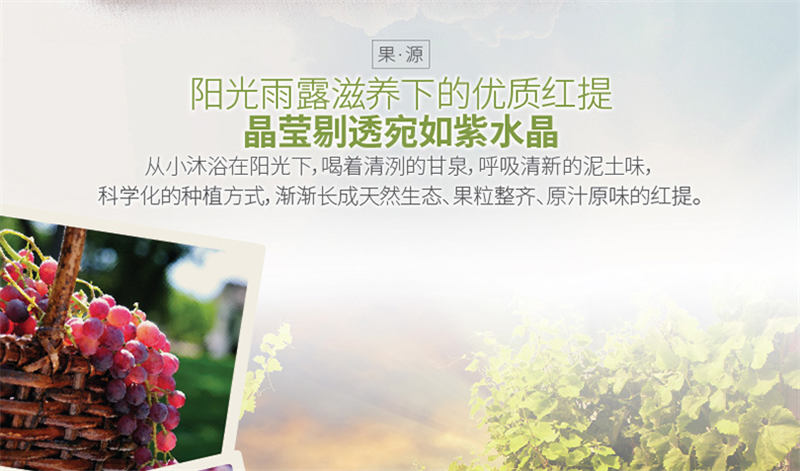 果·源
阳光雨露滋养下的优质红提
晶莹剔透宛如紫水晶
从小沐浴在阳光下，喝着清洌的甘泉，呼吸清新的泥土味，
科学化的种植方式，渐渐长成天然生态、果粒整齐、原汁原味的红提。